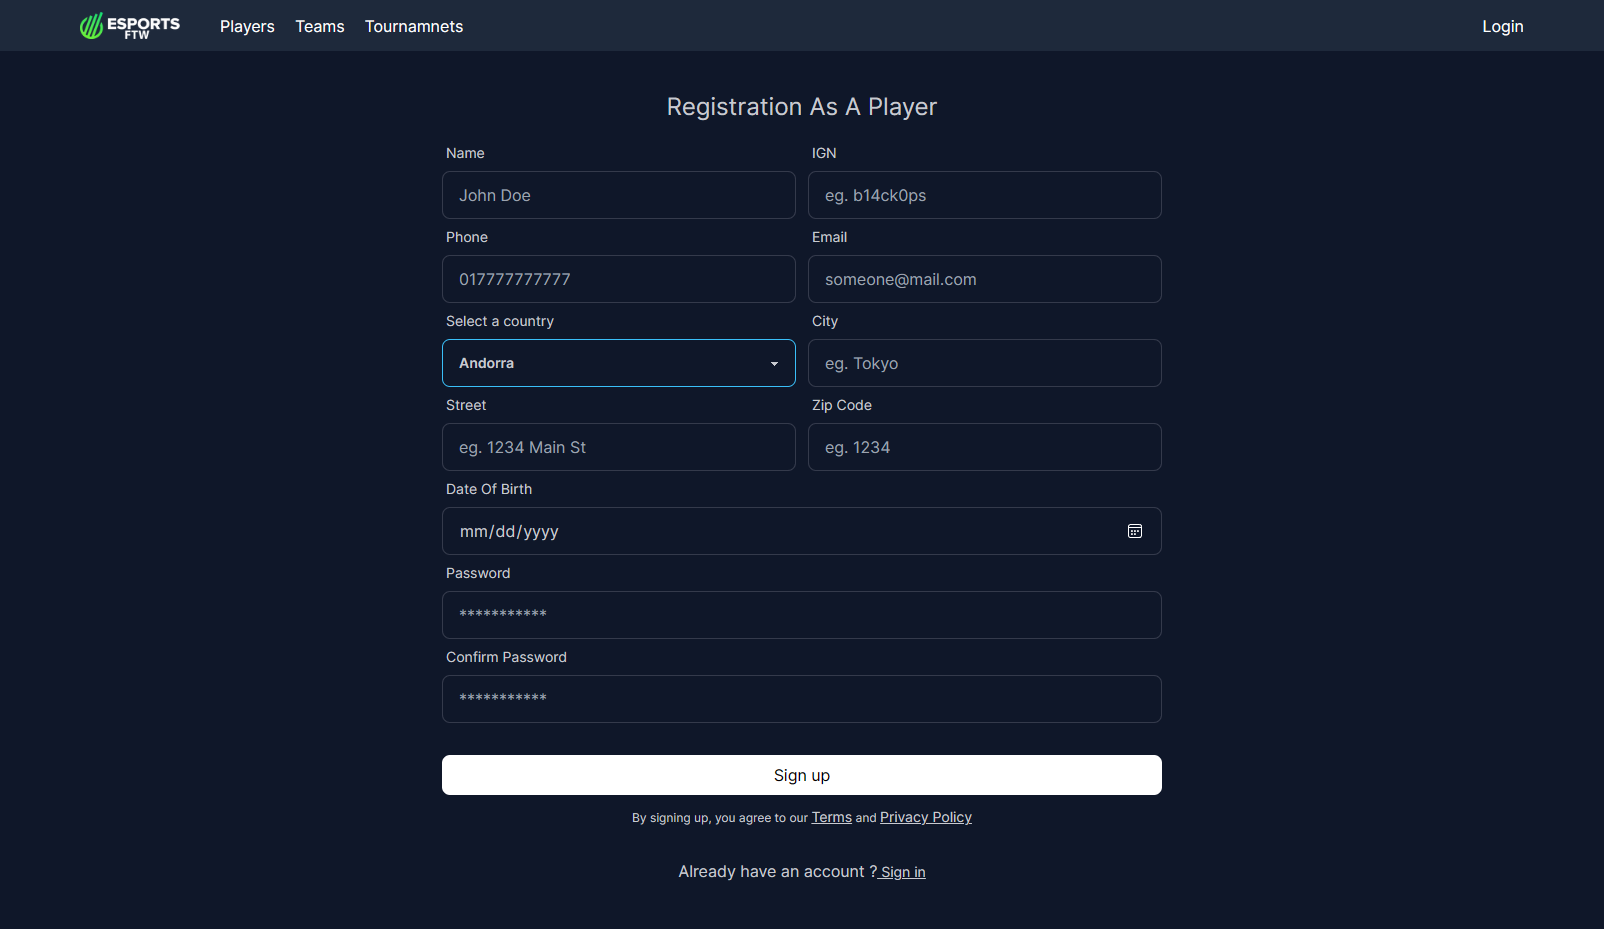 ESPORTS
FTW
Players Teams Tournamnets Login
Registration As A Player
Name IGN
John Doe eg. b14ck0ps
Phone Email
017777777777 someone@mail.com
Select a country City
Andorra eg. Tokyo
Street Zip Code
eg. 1234 Main St eg. 1234
Date Of Birth
mm/dd/yyyy
Password
***********
Confirm Password
***********
Sign up
By signing up, you agree to our Terms and Privacy Policy
Already have an account ? Sign in